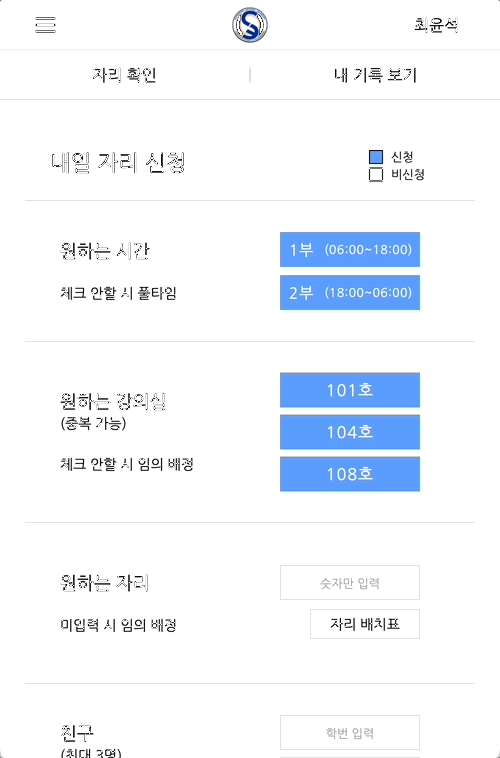 최윤석
자리 확인 | 내 기록 보기
내일 자리 신청
신청
비신청
원하는 시간
체크 안할 시 풀타임
1부 (06:00~18:00)
2부 (18:00~06:00)
원하는 강의실
(중복 가능)
체크 안할 시 임의 배정
101호
104호
108호
원하는 자리
미입력 시 임의 배정
숫자만 입력
자리 배치표
친구
(최대 3명)
학번 입력